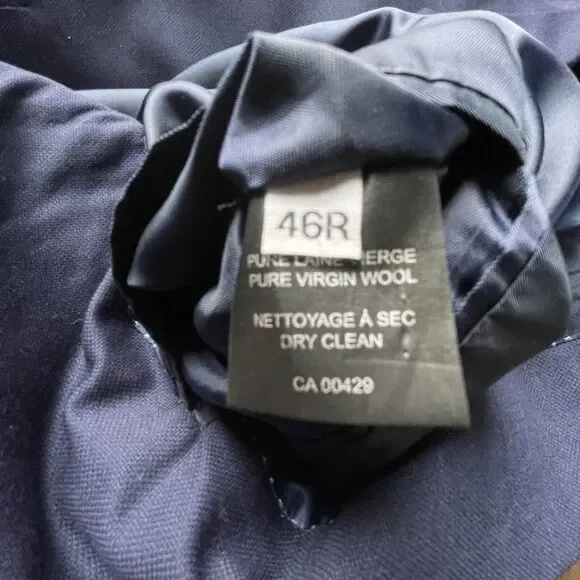 46R
PURE LAINE VIERGE
PURE VIRGIN WOOL
NETTOYAGE À SEC
DRY CLEAN
CA 00429